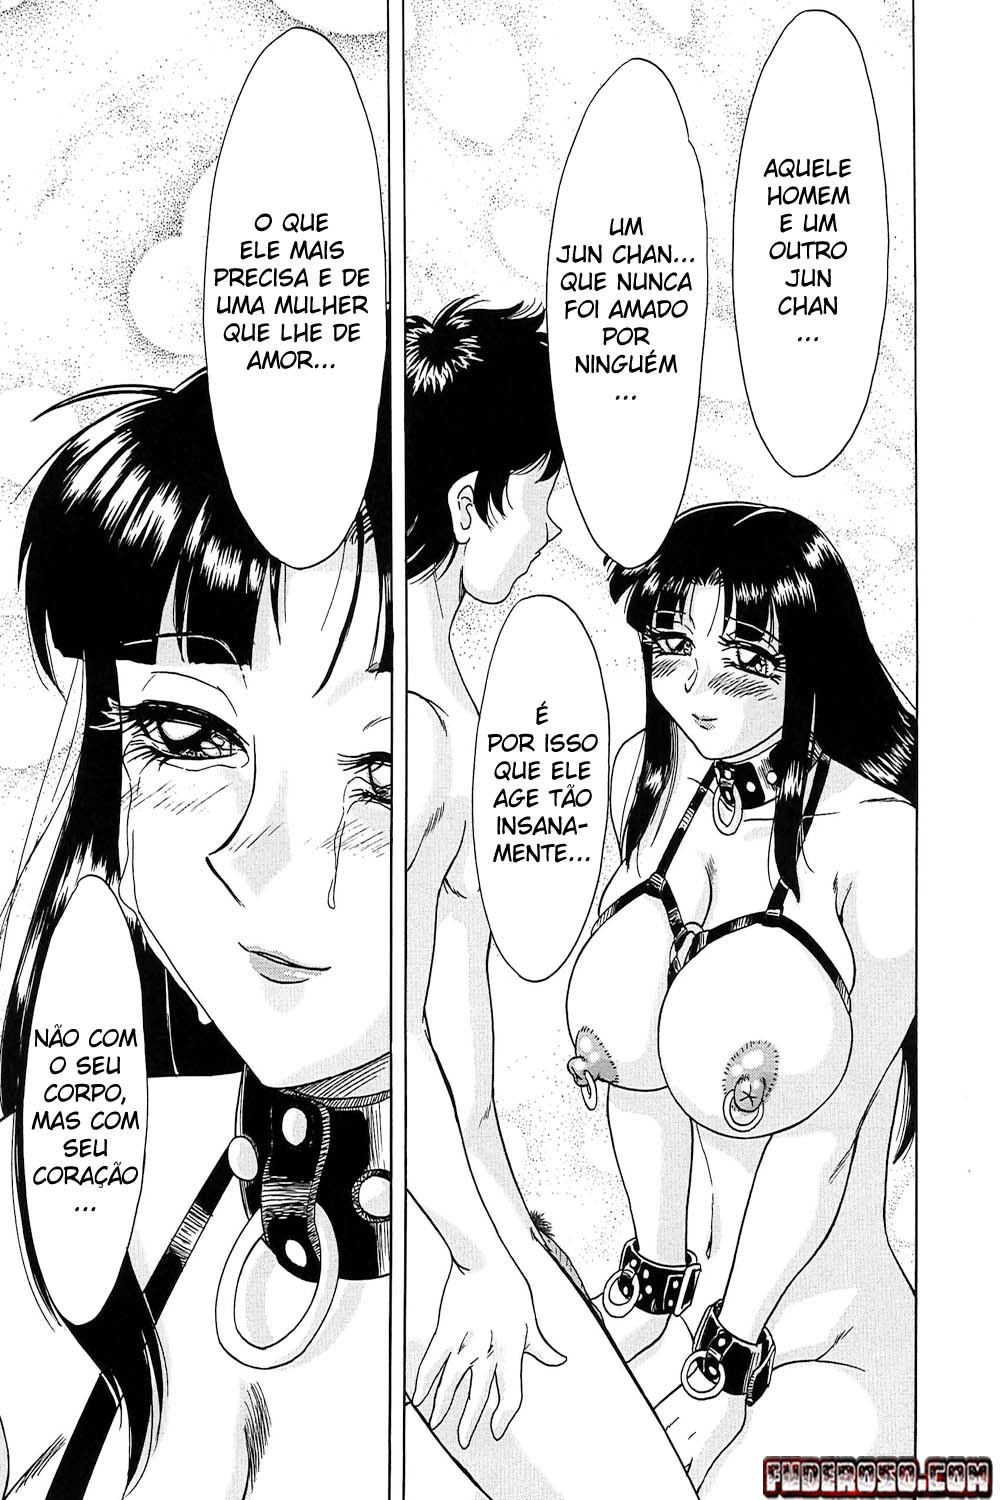 AQUELE
HOMEM
E UM
OUTRO
JUN
CHAN
...
UM
JUN CHAN...
QUE NUNCA
FOI AMADO
POR
NINGUÉM
...
É
POR ISSO
QUE ELE
AGE TÃO
INSANA-
MENTE...
O QUE
ELE MAIS
PRECISA E DE
UMA MULHER
QUE LHE DE
AMOR...
NÃO COM
O SEU
CORPO,
MAS COM
SEU
CORAÇÃO
...
FUDEROSO.COM